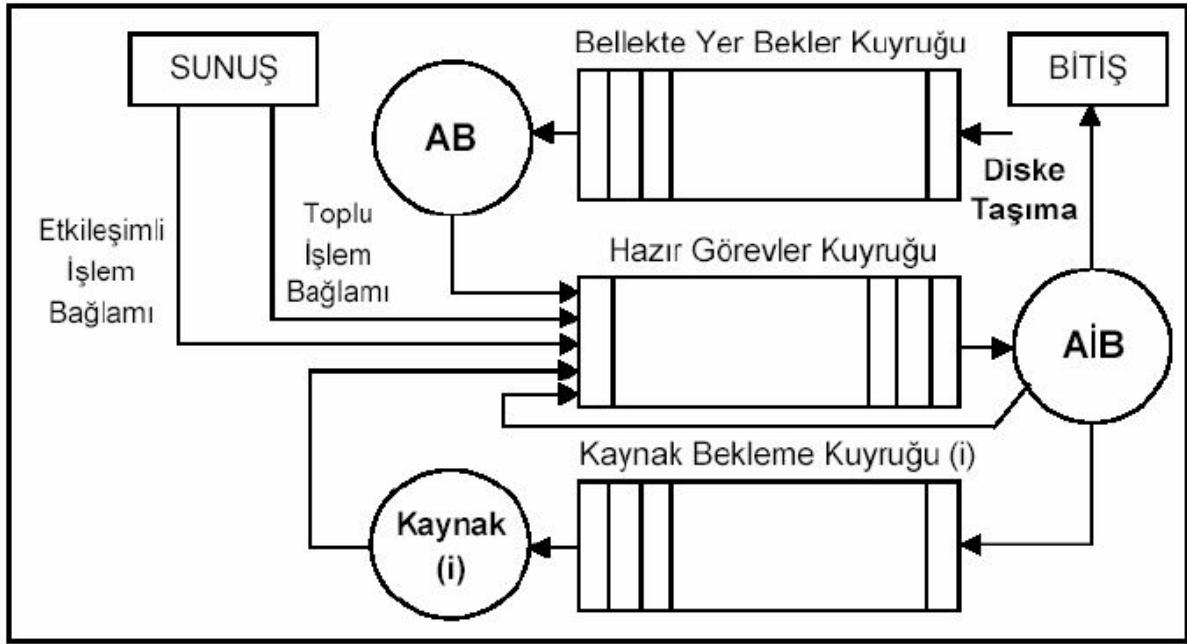 SUNUŞ
Bellekte Yer Bekler Kuyruğu
BİTİŞ
AB
Diske
Taşıma
Etkileşimli
İşlem
Bağlamı
Toplu
İşlem
Bağlamı
Hazır Görevler Kuyruğu
AİB
Kaynak Bekleme Kuyruğu (i)
Kaynak
(i)